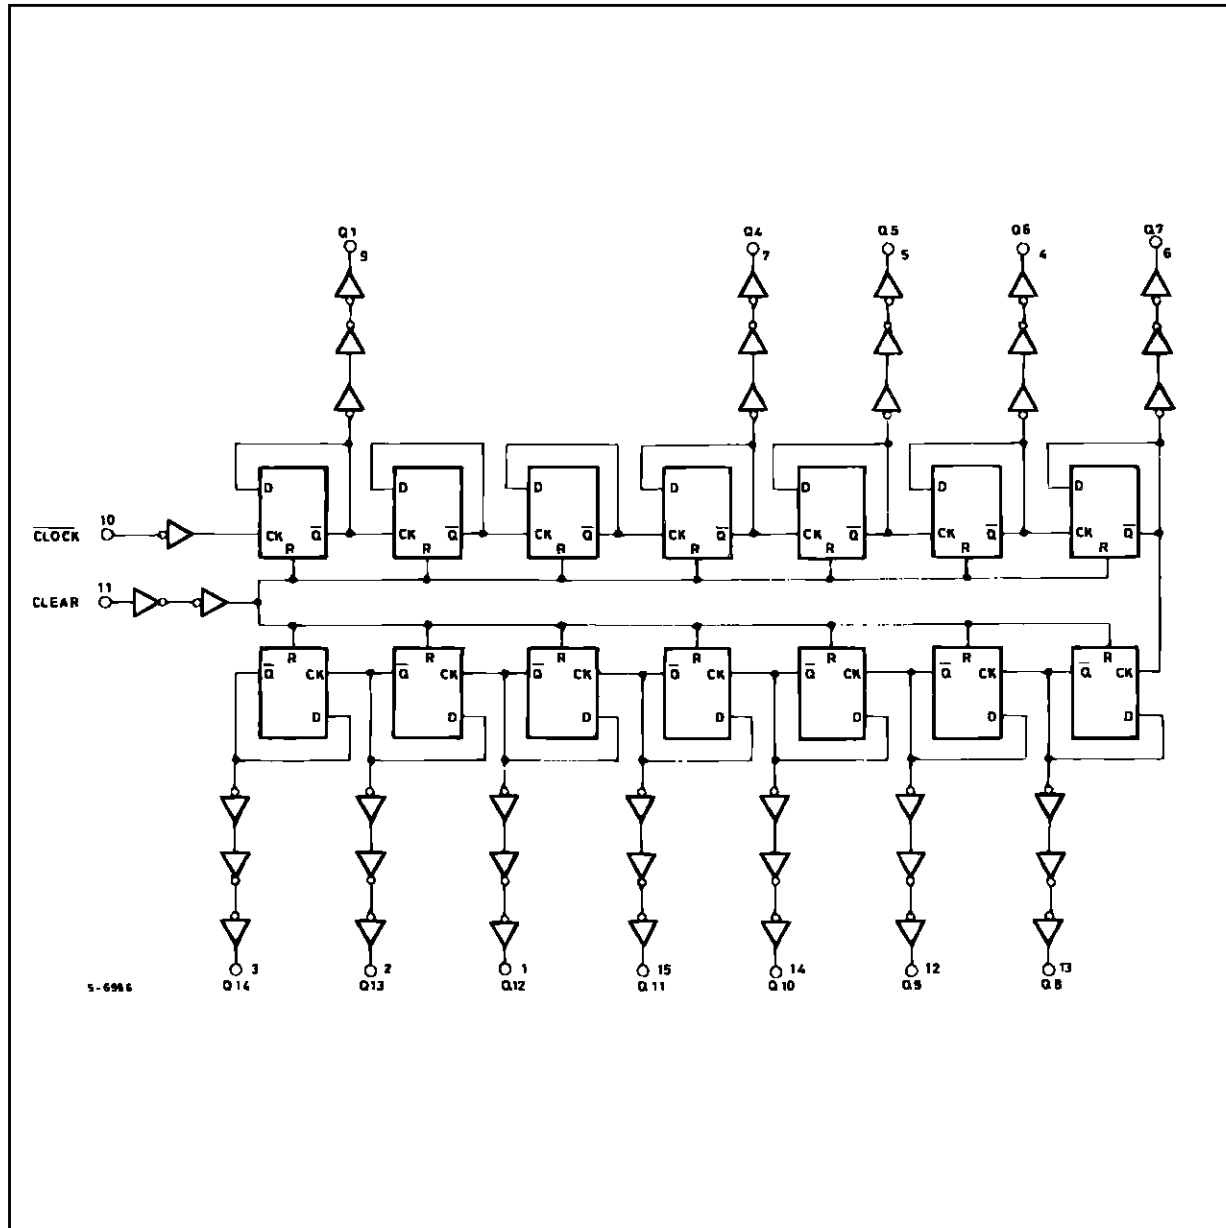 Q1 Q4 Q5 Q6 Q7
9 7 5 4 6
D D D D D D D
CLOCK 10 CK R Q CK R Q CK R Q CK R Q CK R Q CK R Q CK R Q
CLEAR 11
Q R CK Q R CK Q R CK Q R CK Q R CK Q R CK Q R CK
D D D D D D D
3 2 1 15 14 12 13
S-6966 Q14 Q13 Q12 Q11 Q10 Q9 Q8